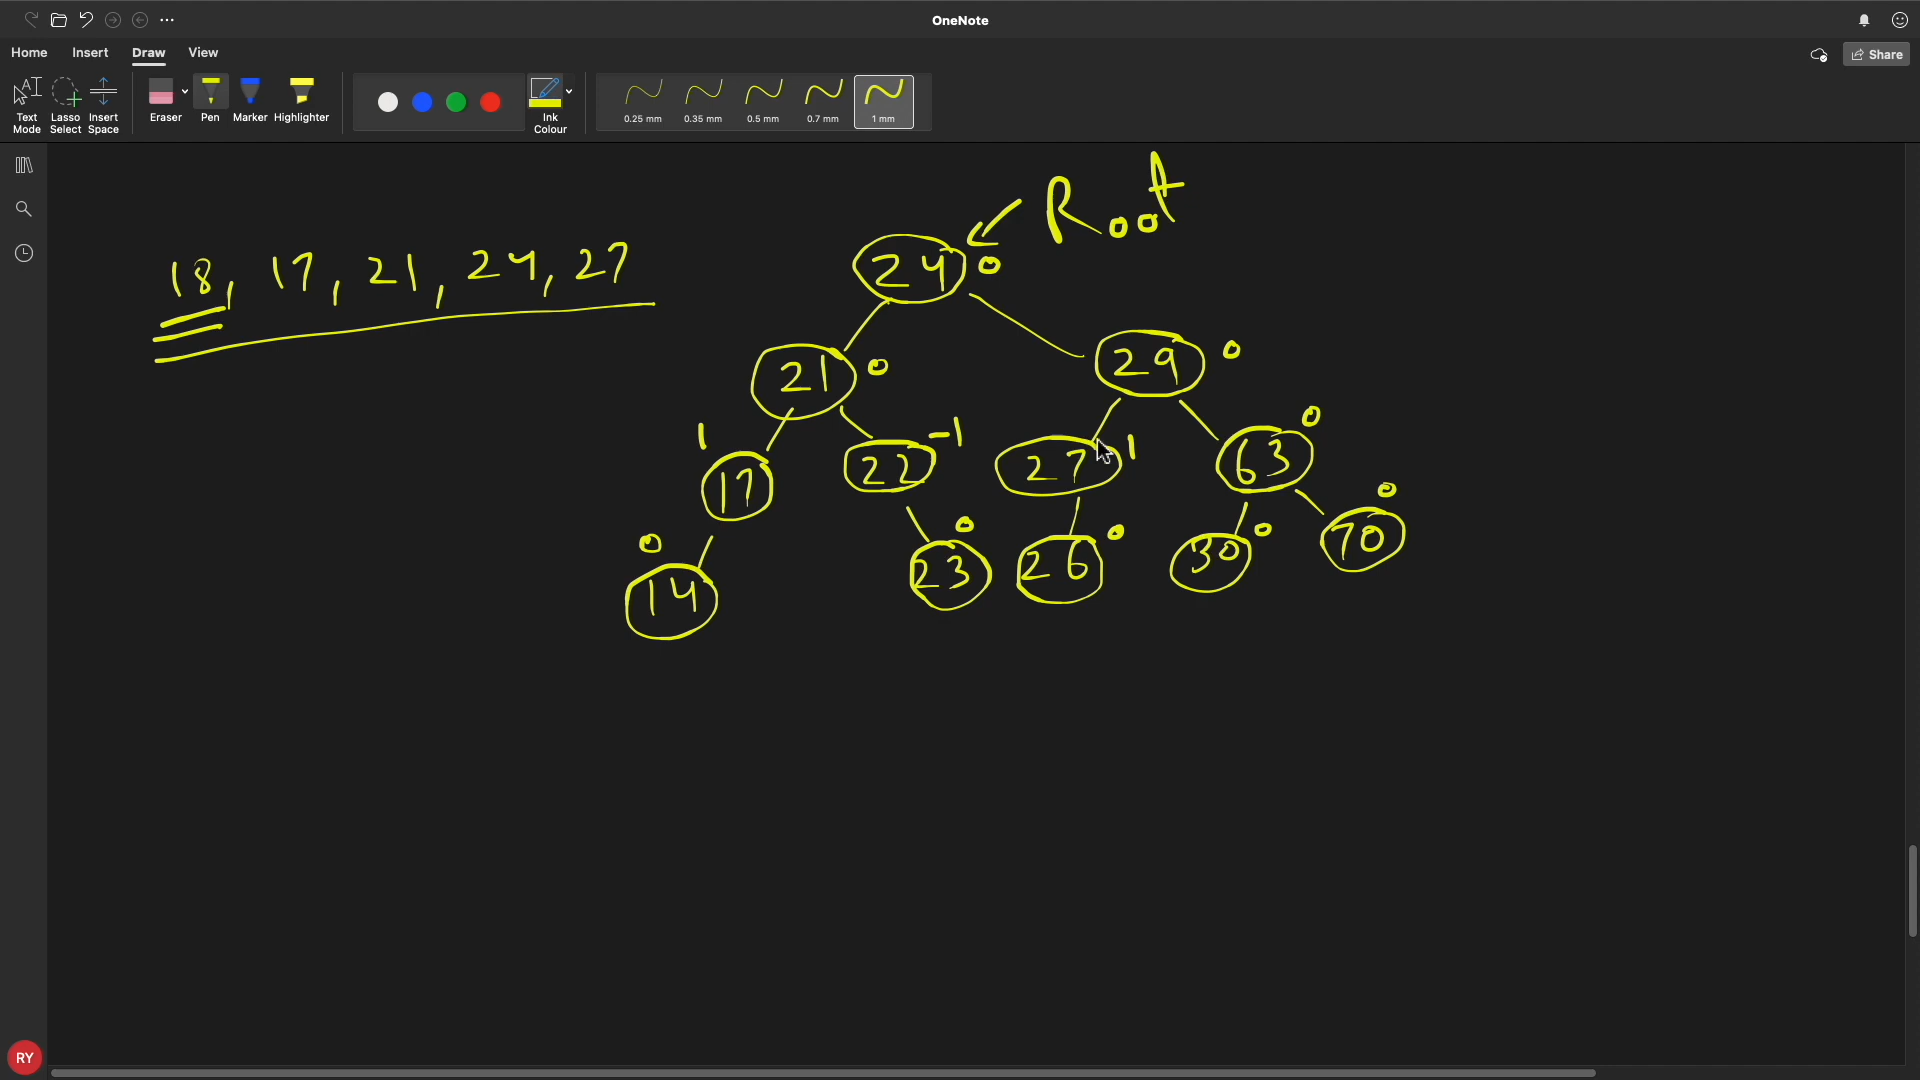 OneNote
Home Insert Draw View
Share
Text Mode
Lasso Select
Insert Space
Eraser
Pen
Marker
Highlighter
Ink Colour
0.25 mm
0.35 mm
0.5 mm
0.7 mm
1 mm
Root
18, 17, 21, 24, 27
24 0
21 0
29 0
1 17
22 -1
27 1
63 0
0 14
23 0
26 0
30 0
70 0
RY